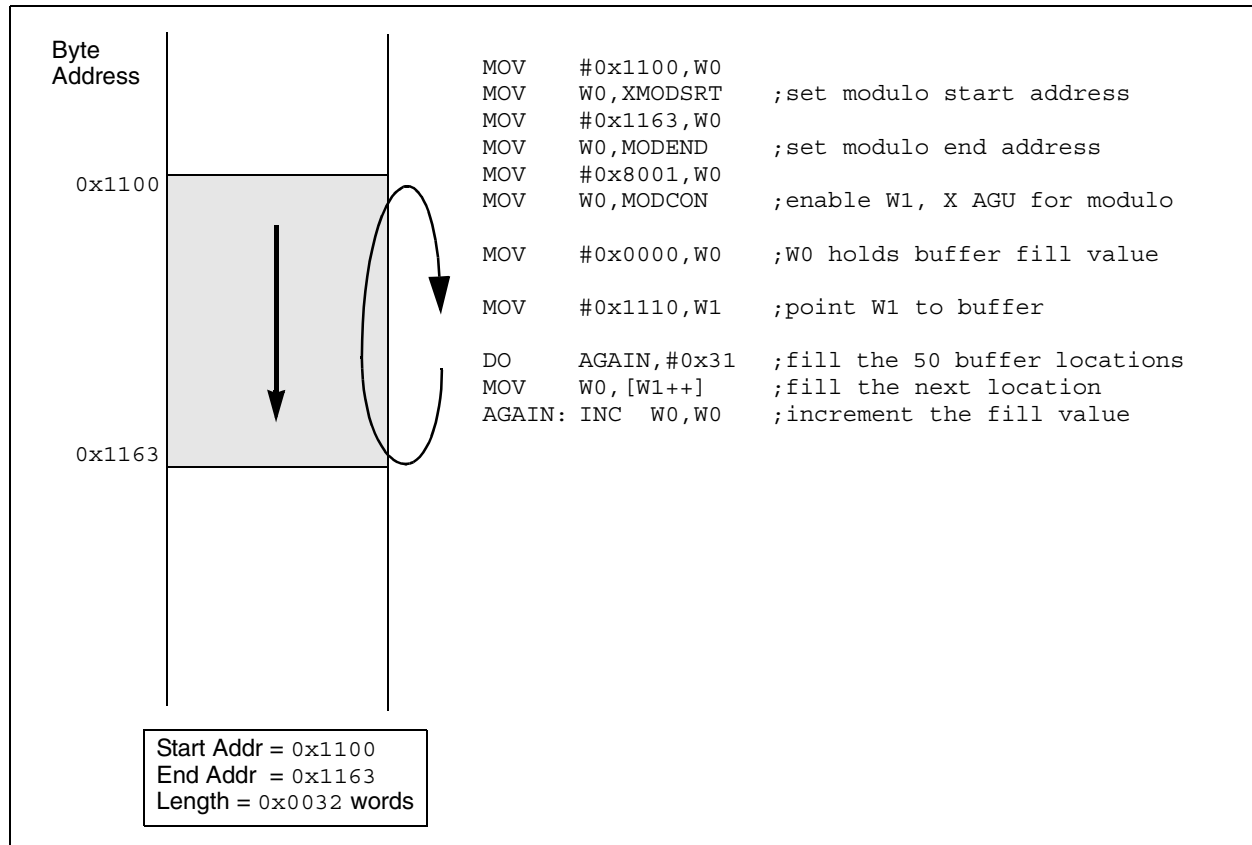 Byte
Address
0x1100
0x1163
MOV #0x1100,W0
MOV W0,XMODSRT ;set modulo start address
MOV #0x1163,W0
MOV W0,MODEND ;set modulo end address
MOV #0x8001,W0
MOV W0,MODCON ;enable W1, X AGU for modulo
MOV #0x0000,W0 ;W0 holds buffer fill value
MOV #0x1110,W1 ;point W1 to buffer
DO AGAIN,#0x31 ;fill the 50 buffer locations
MOV W0,[W1++] ;fill the next location
AGAIN: INC W0,W0 ;increment the fill value
Start Addr = 0x1100
End Addr = 0x1163
Length = 0x0032 words